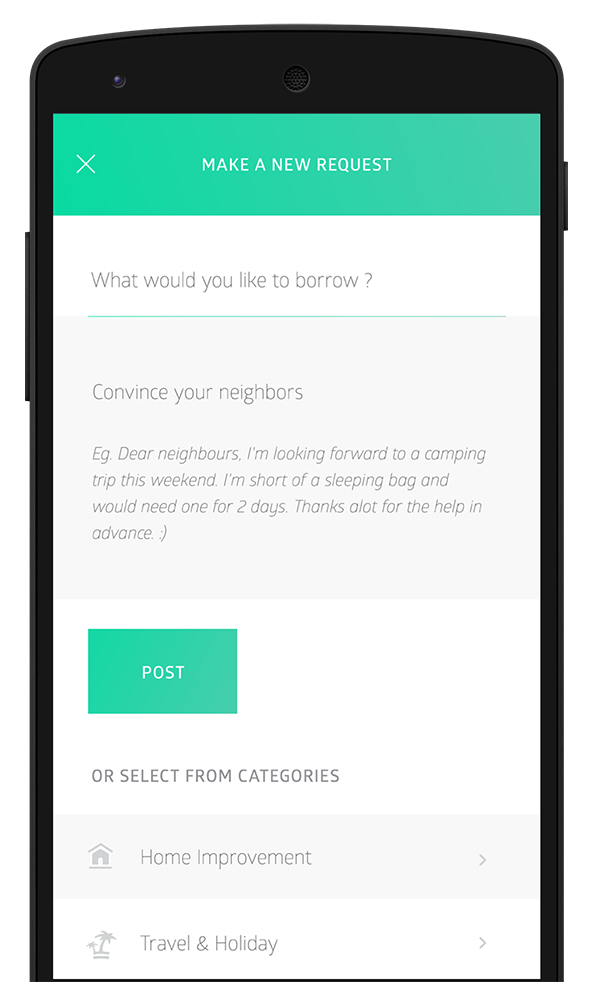 MAKE A NEW REQUEST
What would you like to borrow ?
Convince your neighbors
Eg. Dear neighbours, I'm looking forward to a camping
trip this weekend. I'm short of a sleeping bag and
would need one for 2 days. Thanks alot for the help in
advance. :)
POST
OR SELECT FROM CATEGORIES
Home Improvement
Travel & Holiday